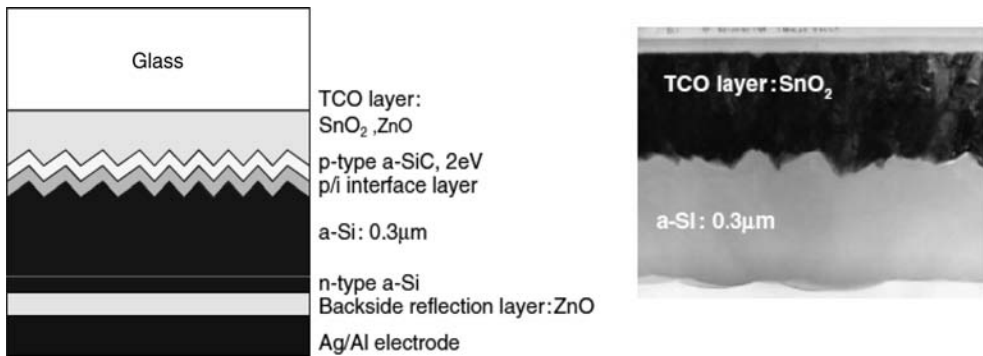 Glass
TCO layer:
SnO₂ ,ZnO
p-type a-SiC, 2eV
p/i interface layer
a-Si: 0.3μm
n-type a-Si
Backside reflection layer:ZnO
Ag/Al electrode
TCO layer:SnO₂
a-Si: 0.3μm